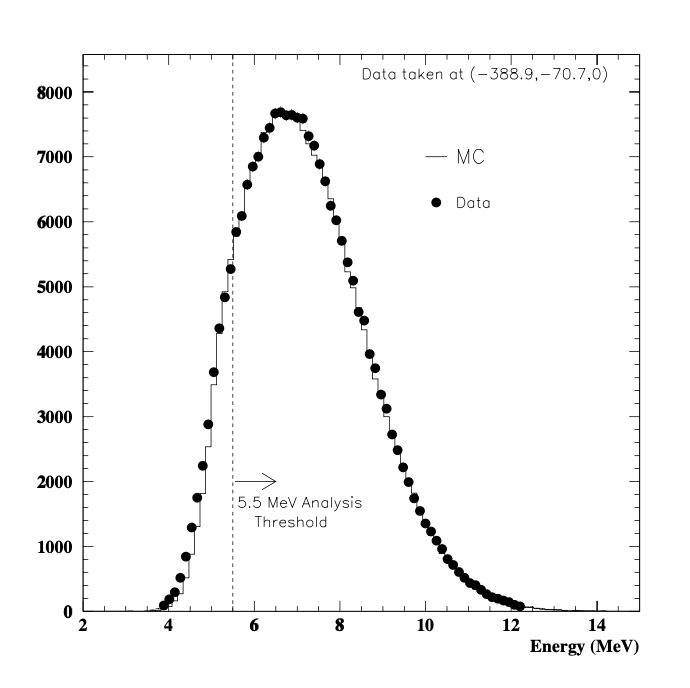 Data taken at (−388.9,−70.7,0)
8000
7000
6000
5000
4000
3000
2000
1000
0
MC
Data
5.5 MeV Analysis
Threshold
2 4 6 8 10 12 14
Energy (MeV)